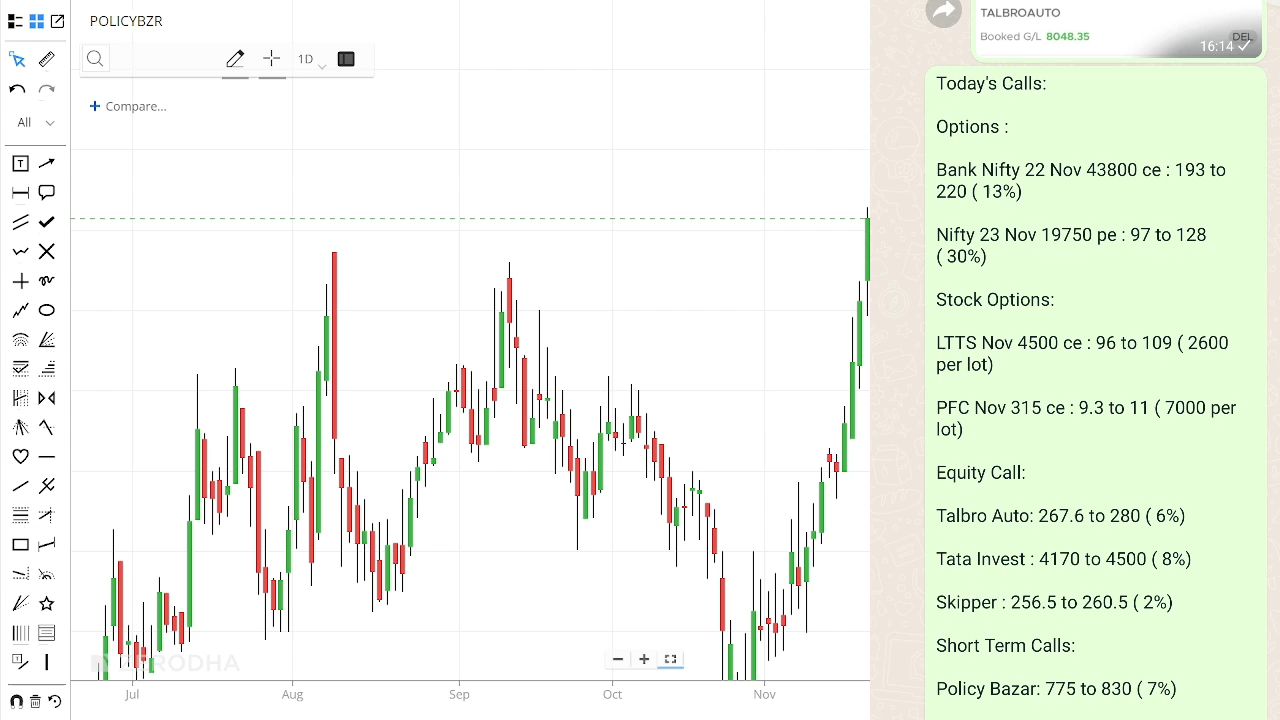 POLICYBZR
1D
Compare...
All
T
ZERODHA
Jul
Aug
Sep
Oct
Nov
TALBROAUTO
Booked G/L 8048.35
DEL
16:14
Today's Calls:
Options :
Bank Nifty 22 Nov 43800 ce : 193 to
220 ( 13%)
Nifty 23 Nov 19750 pe : 97 to 128
( 30%)
Stock Options:
LTTS Nov 4500 ce : 96 to 109 ( 2600
per lot)
PFC Nov 315 ce : 9.3 to 11 ( 7000 per
lot)
Equity Call:
Talbro Auto: 267.6 to 280 ( 6%)
Tata Invest : 4170 to 4500 ( 8%)
Skipper : 256.5 to 260.5 ( 2%)
Short Term Calls:
Policy Bazar: 775 to 830 ( 7%)